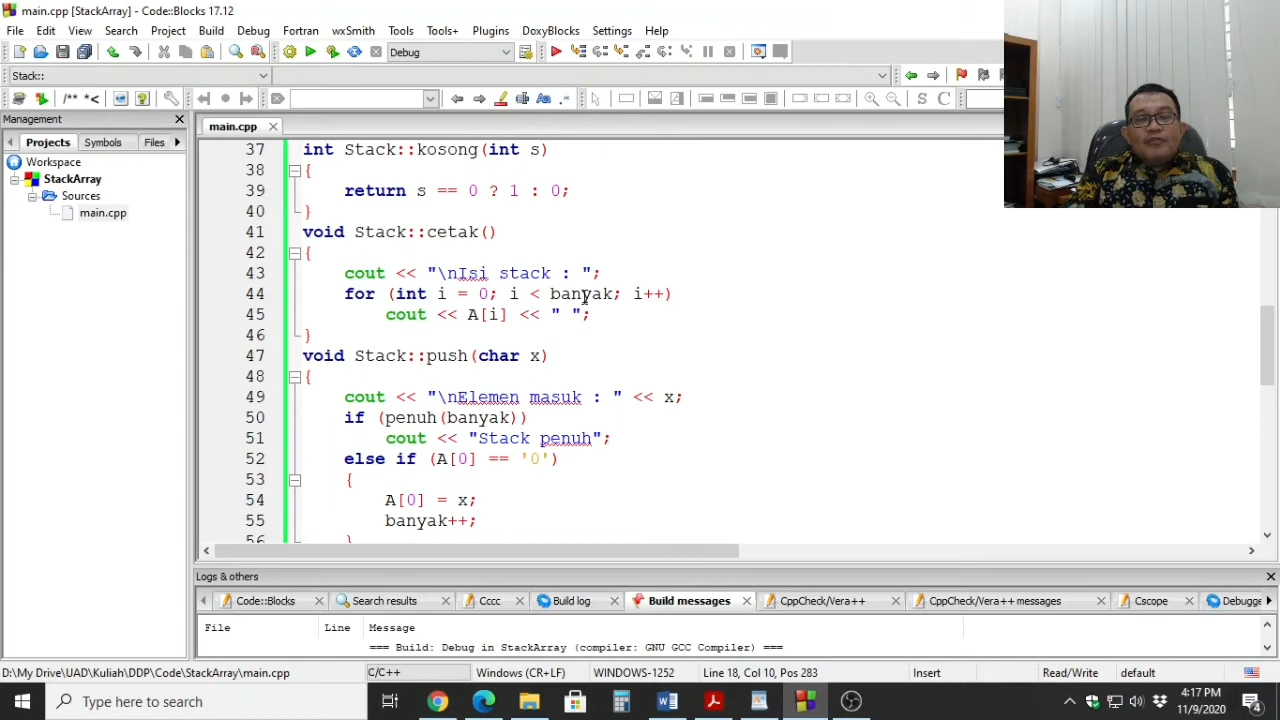 main.cpp [StackArray] - Code::Blocks 17.12
File Edit View Search Project Build Debug Fortran wxSmith Tools Tools+ Plugins DoxyBlocks Settings Help
Debug
Stack::
/** *<
S C
Management
main.cpp
Projects Symbols Files
Workspace
StackArray
Sources
main.cpp
37 int Stack::kosong(int s)
38 {
39 return s == 0 ? 1 : 0;
40 }
41 void Stack::cetak()
42 {
43 cout << "\nIsi stack : ";
44 for (int i = 0; i < banyak; i++)
45 cout << A[i] << " ";
46 }
47 void Stack::push(char x)
48 {
49 cout << "\nElemen masuk : " << x;
50 if (penuh(banyak))
51 cout << "Stack penuh";
52 else if (A[0] == '0')
53 {
54 A[0] = x;
55 banyak++;
56 }
Logs & others
Code::Blocks Search results Cccc Build log Build messages CppCheck/Vera++ CppCheck/Vera++ messages Cscope Debugge
File Line Message
=== Build: Debug in StackArray (compiler: GNU GCC Compiler) ===
D:\My Drive\UAD\Kuliah\DDP\Code\StackArray\main.cpp C/C++ Windows (CR+LF) WINDOWS-1252 Line 18, Col 10, Pos 283 Insert Read/Write default
Type here to search
4:17 PM
11/9/2020
4